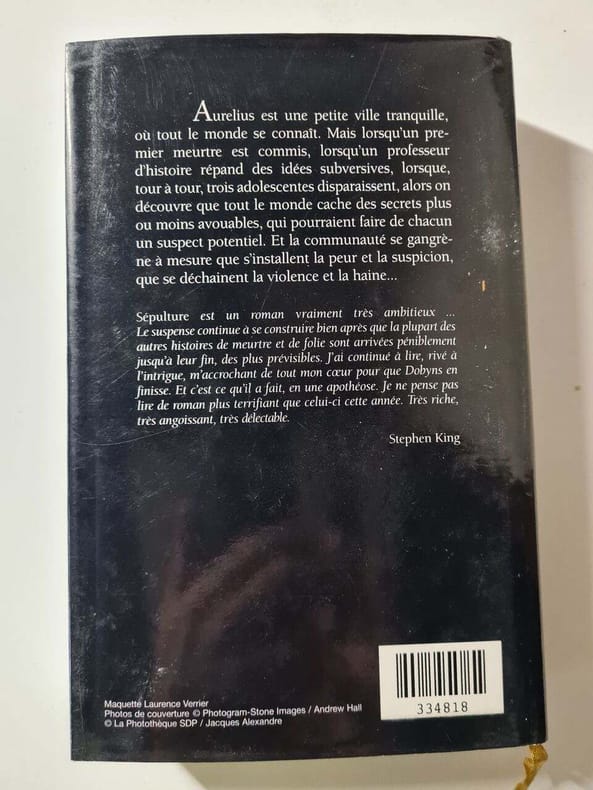 Aurelius est une petite ville tranquille,
où tout le monde se connaît. Mais lorsqu'un pre-
mier meurtre est commis, lorsqu'un professeur
d'histoire répand des idées subversives, lorsque,
tour à tour, trois adolescentes disparaissent, alors on
découvre que tout le monde cache des secrets plus
ou moins avouables, qui pourraient faire de chacun
un suspect potentiel. Et la communauté se gangrè-
ne à mesure que s'installent la peur et la suspicion,
que se déchainent la violence et la haine...
Sépulture est un roman vraiment très ambitieux ...
Le suspense continue à se construire bien après que la plupart des
autres histoires de meurtre et de folie sont arrivées péniblement
jusqu'à leur fin, des plus prévisibles. J'ai continué à lire, rivé à
l'intrigue, m'accrochant de tout mon cœur pour que Dobyns en
finisse. Et c'est ce qu'il a fait, en une apothéose. Je ne pense pas
lire de roman plus terrifiant que celui-ci cette année. Très riche,
très angoissant, très délectable.
Stephen King
Maquette Laurence Verrier
Photos de couverture © Photogram-Stone Images / Andrew Hall
© La Photothèque SDP / Jacques Alexandre
334818